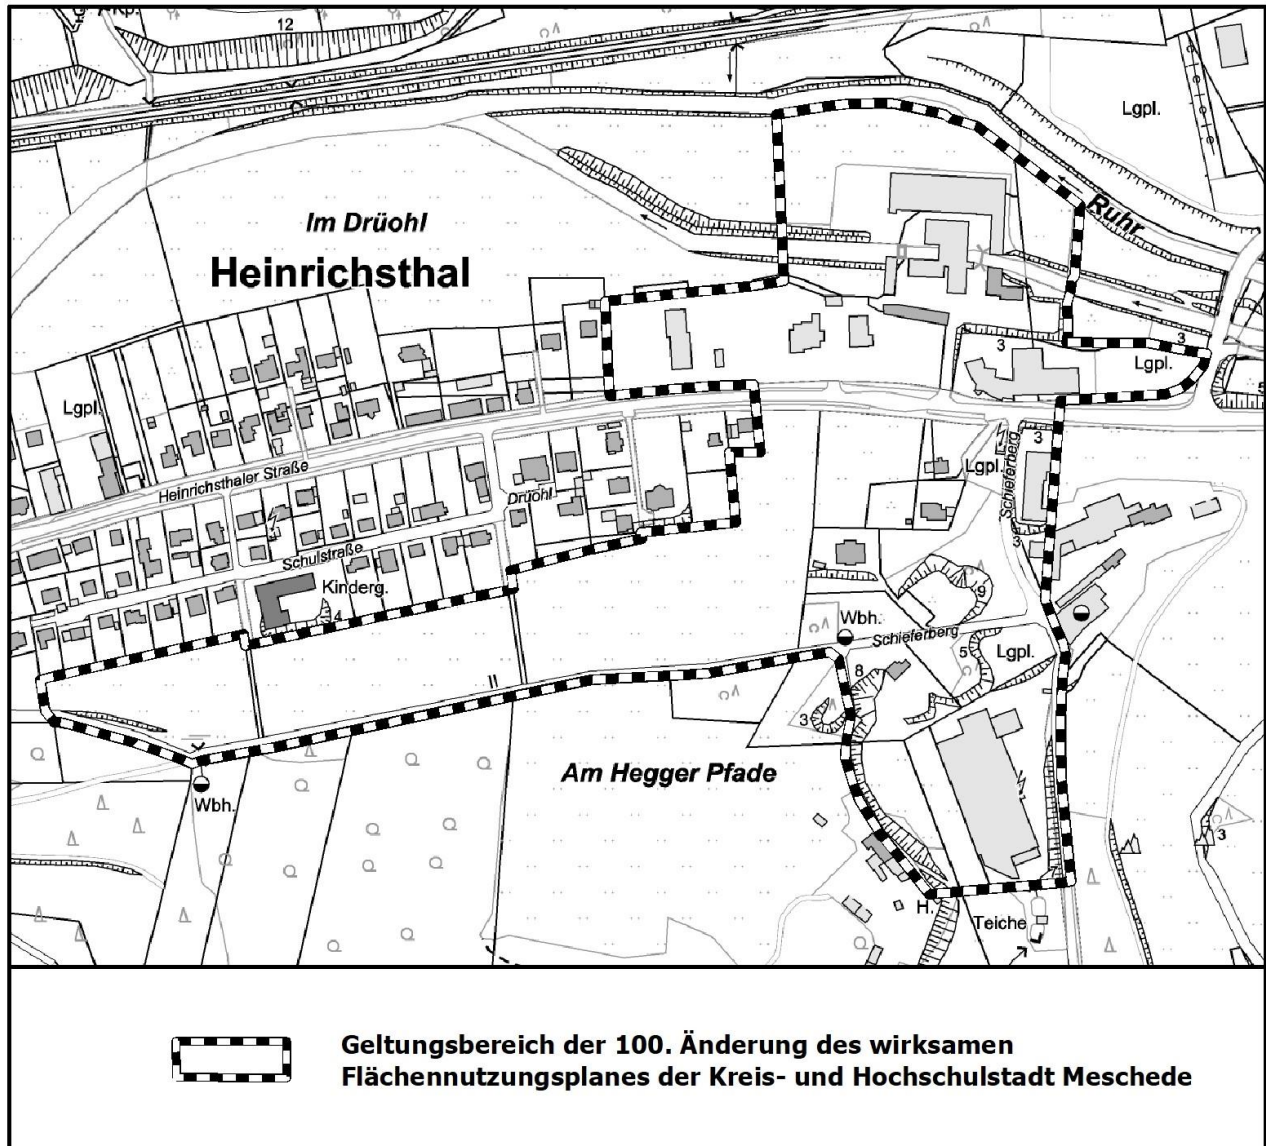 12
Lgpl.
Ruhr
Im Drüohl
Heinrichsthal
3
3
Lgpl.
Lgpl.
3
Lgpl.
Schieferberg
Heinrichsthaler Straße
Drüohl
3
Schulstraße
Kinderg.
4
9
Wbh.
Schieferberg
5
Lgpl.
8
3
Am Hegger Pfade
Wbh.
3
H.
Teiche
Geltungsbereich der 100. Änderung des wirksamen
Flächennutzungsplanes der Kreis- und Hochschulstadt Meschede